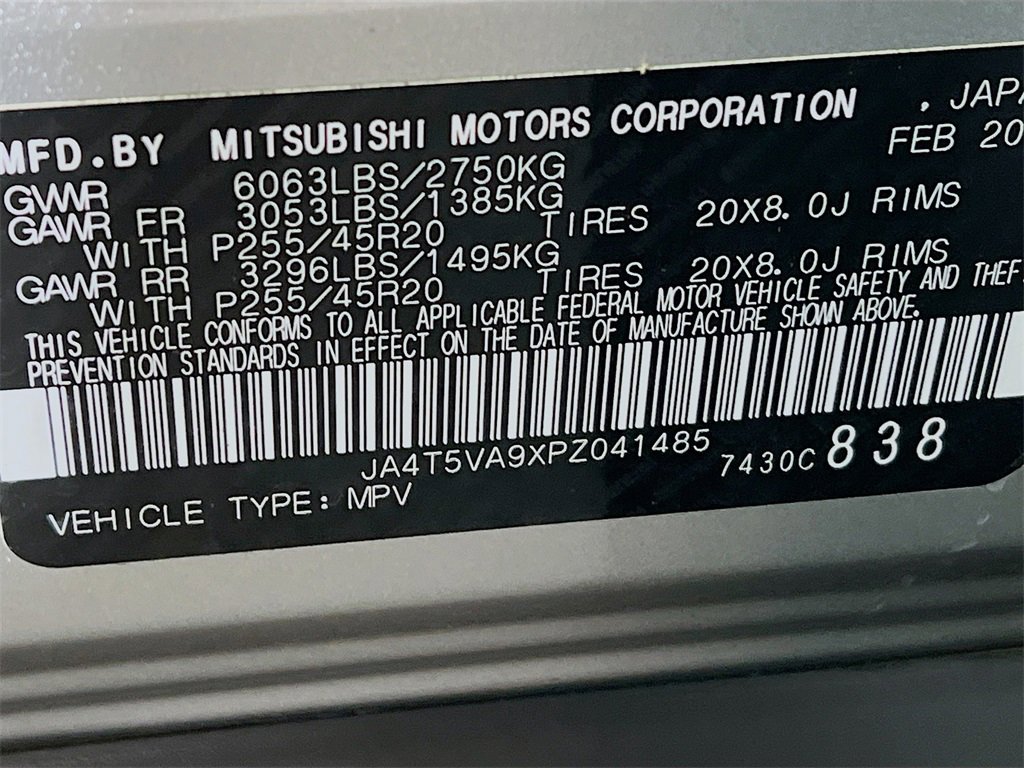 MFD.BY MITSUBISHI MOTORS CORPORATION , JAPA
FEB 20
GVWR 6063LBS/2750KG
GAWR FR 3053LBS/1385KG
WITH P255/45R20 TIRES 20X8.0J RIMS
GAWR RR 3296LBS/1495KG
WITH P255/45R20 TIRES 20X8.0J RIMS
THIS VEHICLE CONFORMS TO ALL APPLICABLE FEDERAL MOTOR VEHICLE SAFETY AND THEF
PREVENTION STANDARDS IN EFFECT ON THE DATE OF MANUFACTURE SHOWN ABOVE.
JA4T5VA9XPZ041485 7430C 838
VEHICLE TYPE: MPV